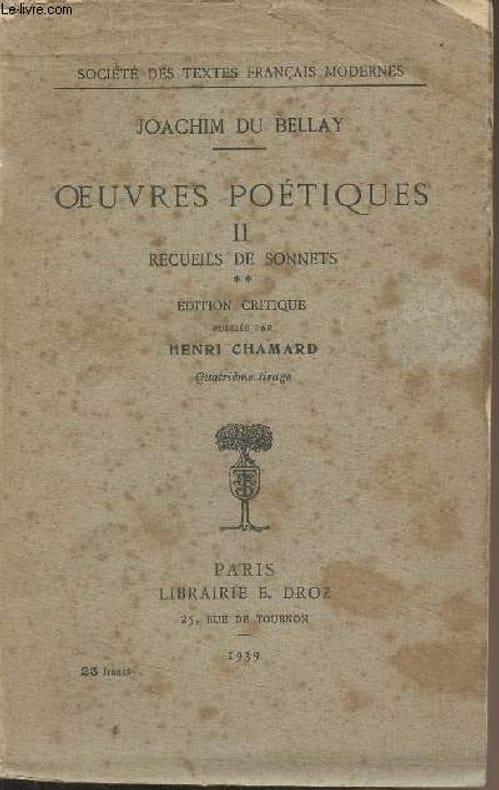 Le-livre.com
SOCIÉTÉ DES TEXTES FRANÇAIS MODERNES
JOACHIM DU BELLAY
ŒUVRES POÉTIQUES
II
RECUEILS DE SONNETS
**
ÉDITION CRITIQUE
PUBLIÉE PAR
HENRI CHAMARD
Quatrième tirage
PARIS
LIBRAIRIE E. DROZ
25, RUE DE TOURNON
1939
25 francs